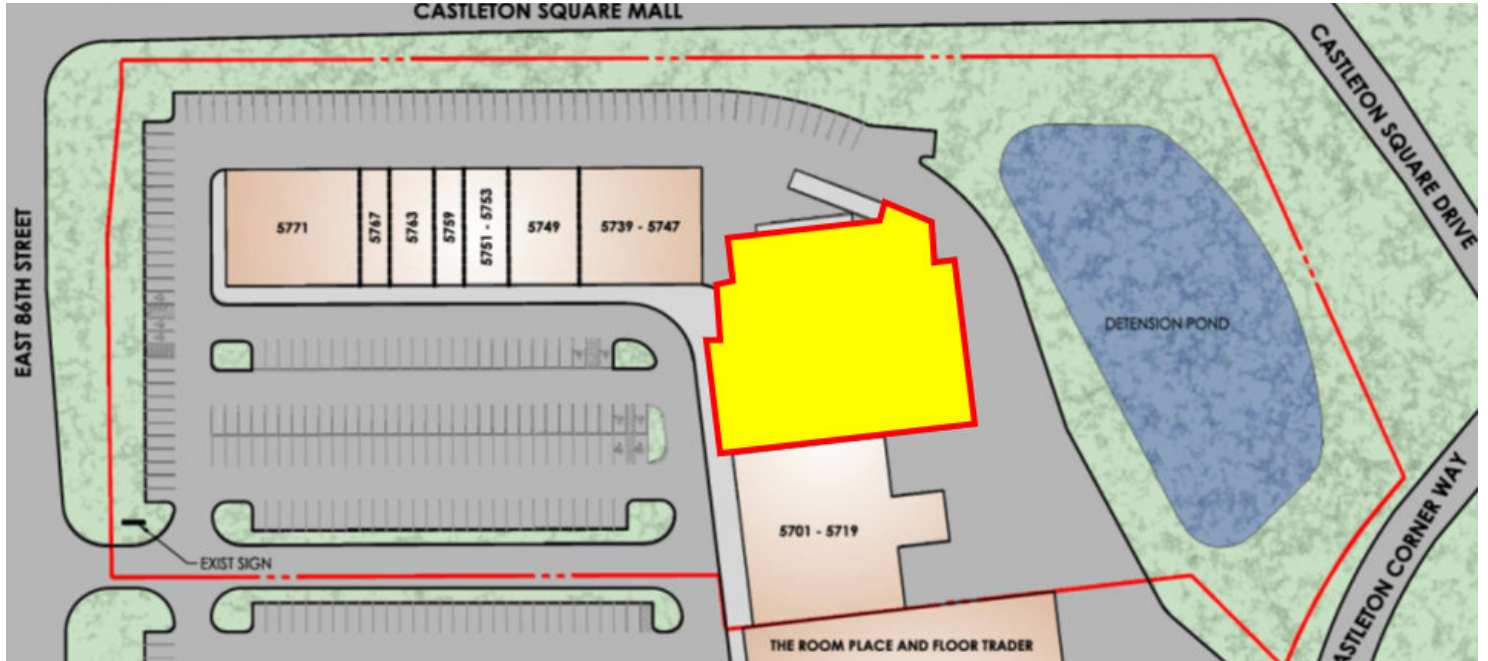 CASTLETON SQUARE MALL
CASTLETON SQUARE DRIVE
EAST 86TH STREET
5771
5767
5763
5759
5751 - 5753
5749
5739 - 5747
DETENSION POND
EXIST SIGN
5701 - 5719
CASTLETON CORNER WAY
THE ROOM PLACE AND FLOOR TRADER